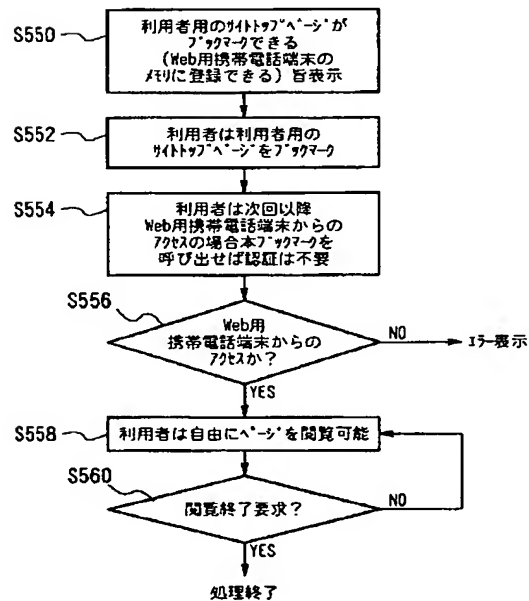 S550
利用者用のサイトトップページが
ブックマークできる
(Web用携帯電話端末の
メモリに登録できる)旨表示
S552
利用者は利用者用の
サイトトップページをブックマーク
S554
利用者は次回以降
Web用携帯電話端末からの
アクセスの場合本ブックマークを
呼び出せば認証は不要
S556
Web用
携帯電話端末からの
アクセスか?
NO
エラー表示
YES
S558
利用者は自由にページを閲覧可能
S560
閲覧終了要求?
NO
YES
処理終了